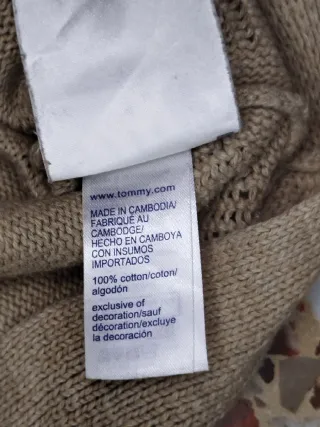 www.tommy.com
MADE IN CAMBODIA/
FABRIQUÉ AU
CAMBODGE/
HECHO EN CAMBOYA
CON INSUMOS
IMPORTADOS
100% cotton/coton/
algodón
exclusive of
decoration/sauf
décoration/excluye
la decoración